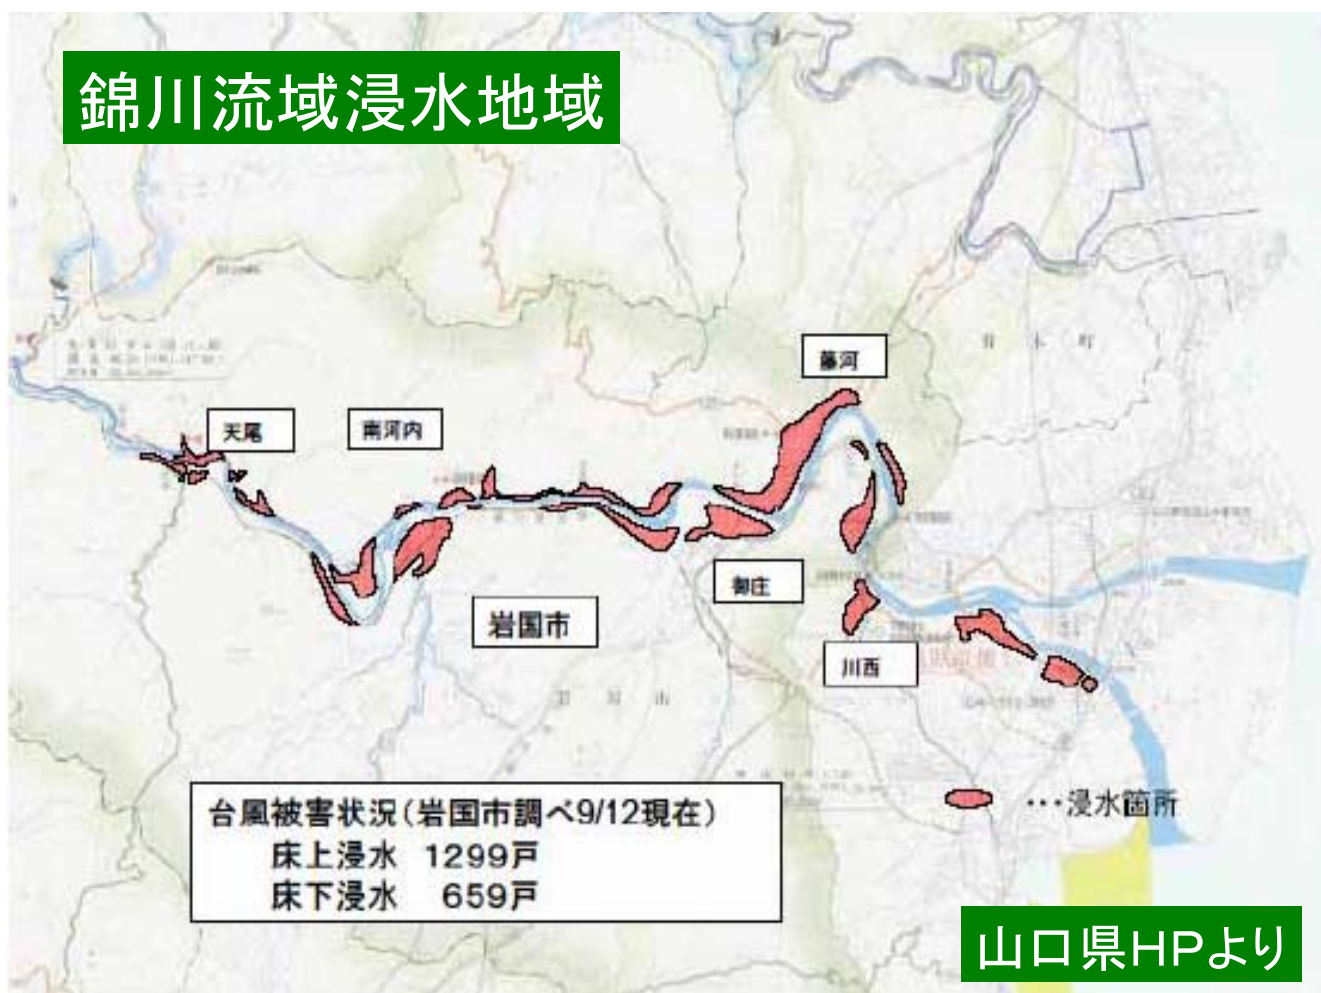 錦川流域浸水地域
藤河
天尾
南河内
御庄
岩国市
川西
台風被害状況（岩国市調べ9/12現在）
床上浸水 1299戸
床下浸水 659戸
･･･浸水箇所
山口県HPより